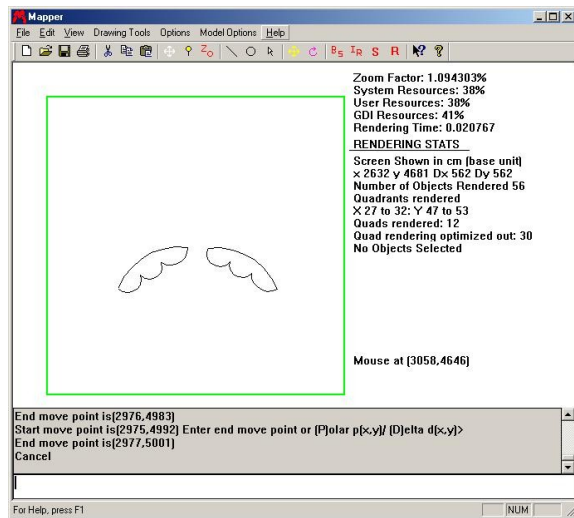 Mapper
File Edit View Drawing Tools Options Model Options Help
Zo B5 IR S R
Zoom Factor: 1.094303%
System Resources: 38%
User Resources: 38%
GDI Resources: 41%
Rendering Time: 0.020767
RENDERING STATS
Screen Shown in cm (base unit)
x 2632 y 4681 Dx 562 Dy 562
Number of Objects Rendered 56
Quadrants rendered
X 27 to 32: Y 47 to 53
Quads rendered: 12
Quad rendering optimized out: 30
No Objects Selected
Mouse at (3058,4646)
End move point is(2976,4983)
Start move point is(2975,4992) Enter end move point or (P)olar p(x,y)/ (D)elta d(x,y)>
End move point is(2977,5001)
Cancel
For Help, press F1
NUM